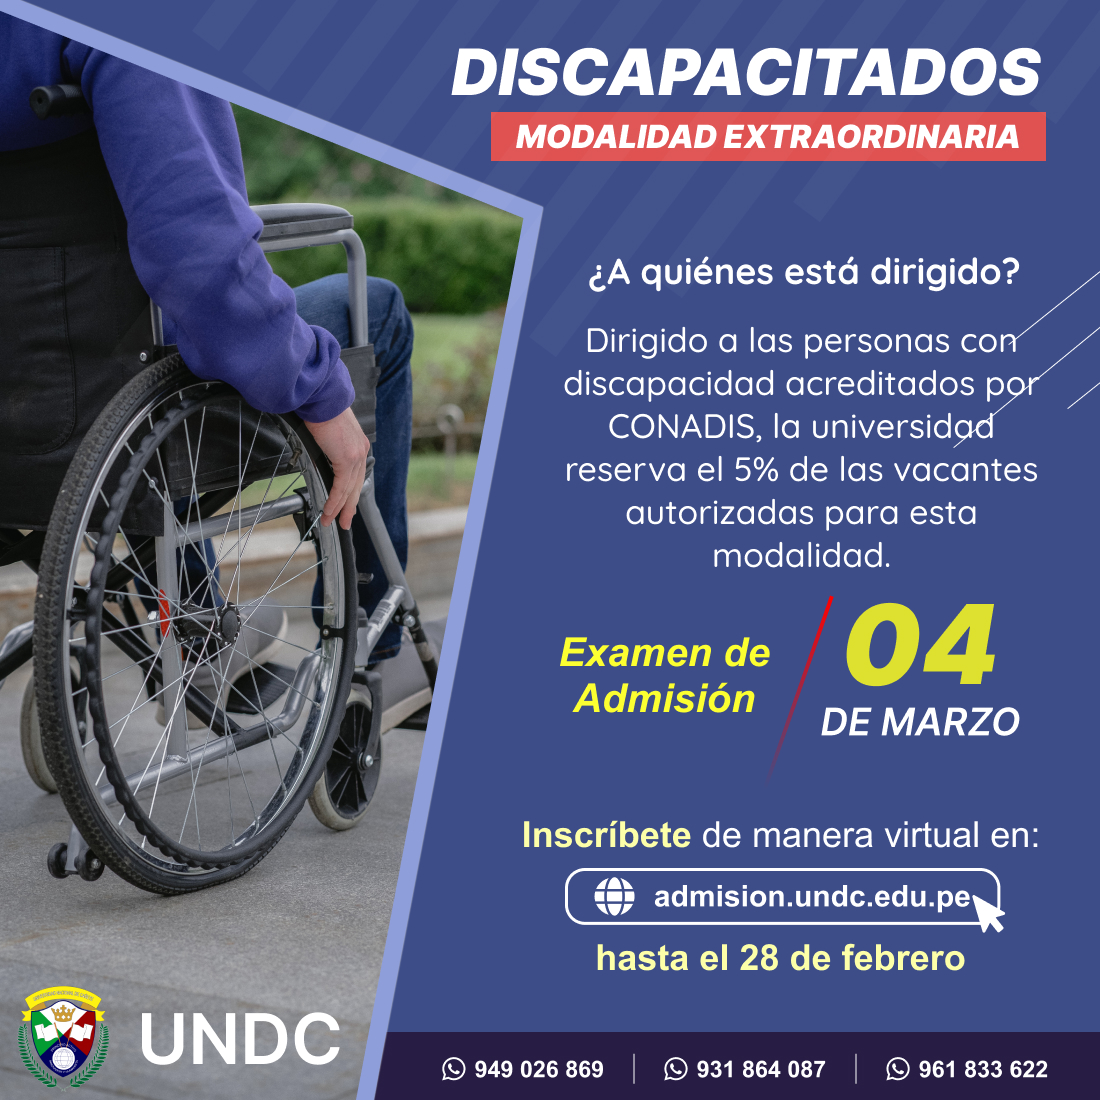 DISCAPACITADOS
MODALIDAD EXTRAORDINARIA
¿A quiénes está dirigido?
Dirigido a las personas con
discapacidad acreditados por
CONADIS, la universidad
reserva el 5% de las vacantes
autorizadas para esta
modalidad.
Examen de
Admisión
04
DE MARZO
Inscríbete de manera virtual en:
admision.undc.edu.pe
hasta el 28 de febrero
UNDC
949 026 869
931 864 087
961 833 622